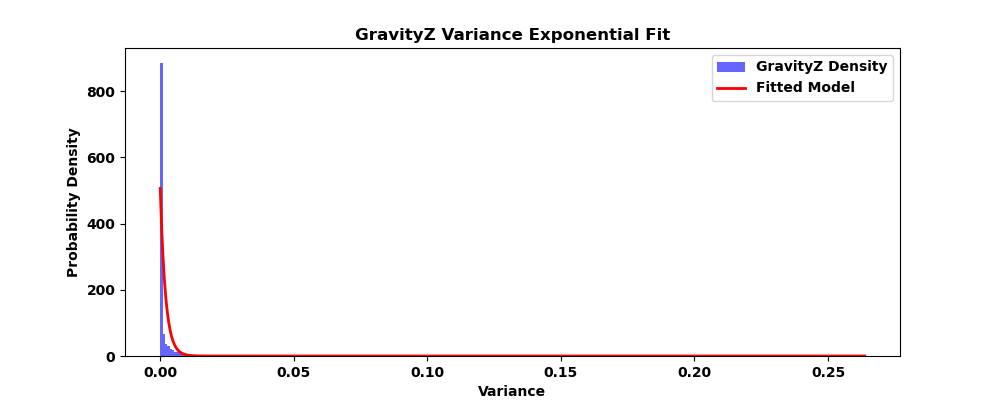 GravityZ Variance Exponential Fit
GravityZ Density
Fitted Model
Probability Density
800
600
400
200
0
0.00 0.05 0.10 0.15 0.20 0.25
Variance